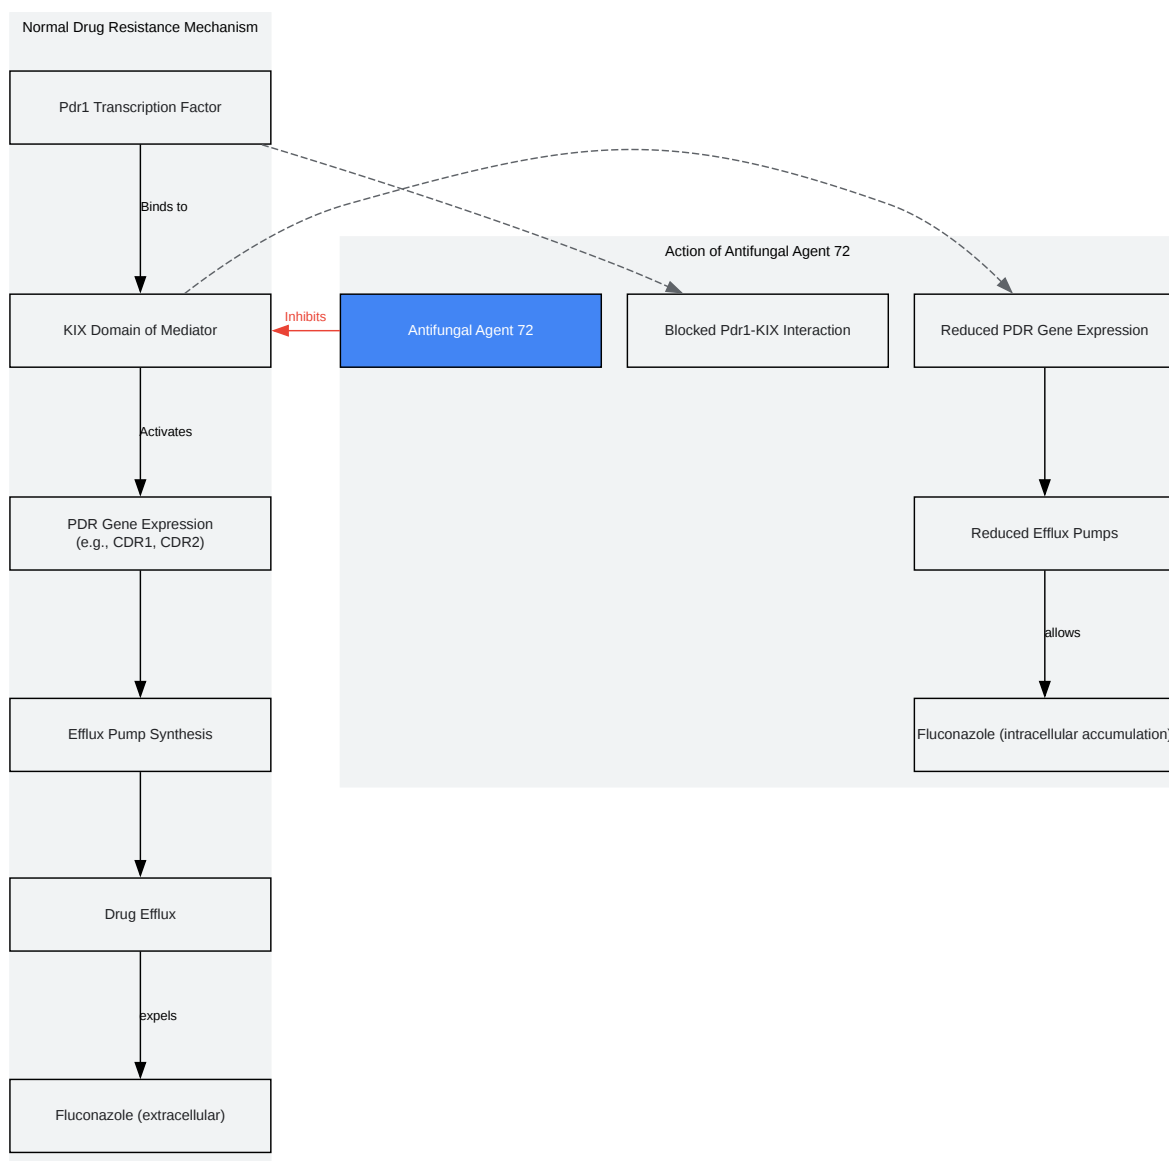 Normal Drug Resistance Mechanism
Pdr1 Transcription Factor
Binds to
Action of Antifungal Agent 72
KIX Domain of Mediator
Inhibits
Antifungal Agent 72
Blocked Pdr1-KIX Interaction
Reduced PDR Gene Expression
Activates
PDR Gene Expression
(e.g., CDR1, CDR2)
Reduced Efflux Pumps
allows
Efflux Pump Synthesis
Fluconazole (intracellular accumulation)
Drug Efflux
expels
Fluconazole (extracellular)